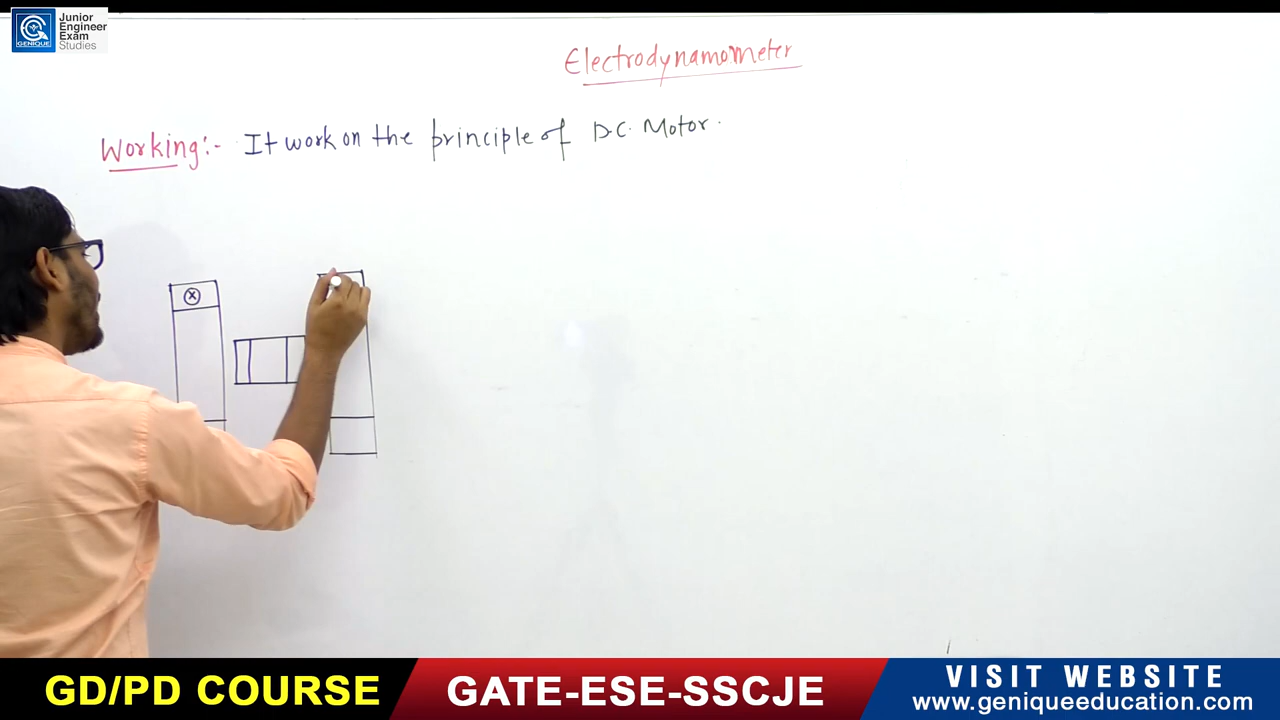 Junior
Engineer
Exam
Studies
GENIQUE
Electrodynamometer
Working:- It work on the principle of D.C. Motor.
GD/PD COURSE
GATE-ESE-SSCJE
VISIT WEBSITE
www.geniqueeducation.com